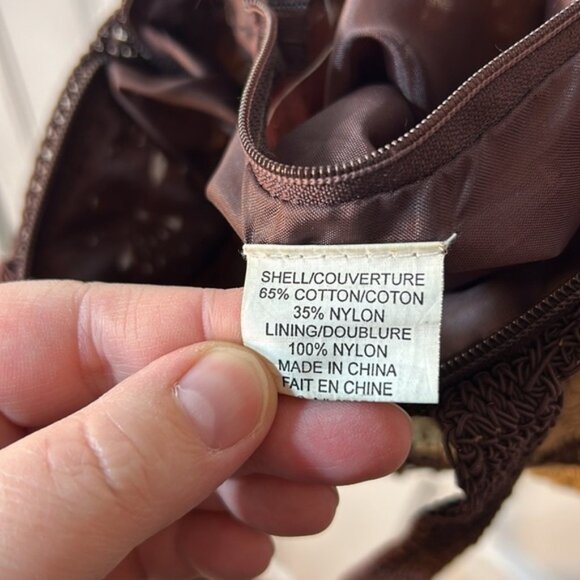 SHELL/COUVERTURE
65% COTTON/COTON
35% NYLON
LINING/DOUBLURE
100% NYLON
MADE IN CHINA
FAIT EN CHINE